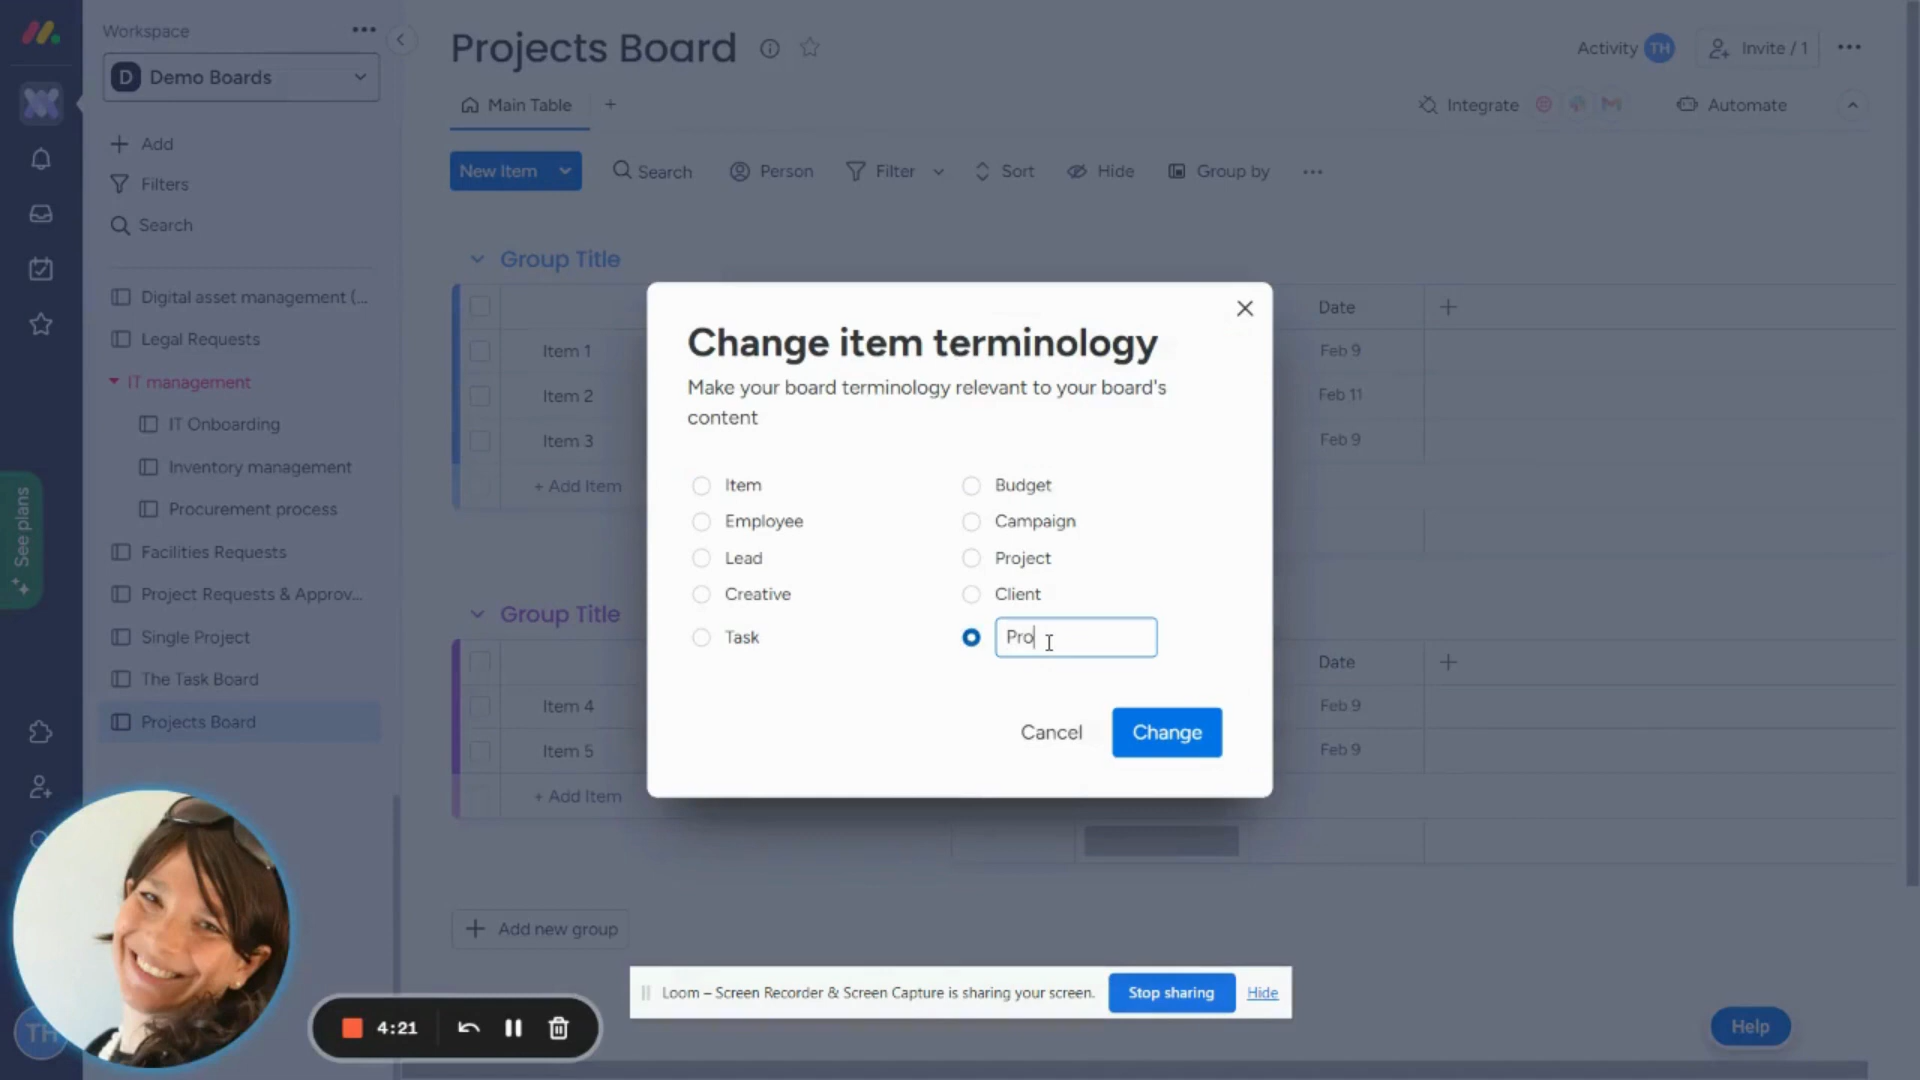 Workspace
D Demo Boards
Add
Filters
Search
Digital asset management (...
Legal Requests
IT management
IT Onboarding
Inventory management
Procurement process
Facilities Requests
Project Requests & Approv...
Single Project
The Task Board
Projects Board
See plans
TH
Projects Board
Activity TH
Invite / 1
Main Table
Integrate
Automate
New Item
Search
Person
Filter
Sort
Hide
Group by
Group Title
Date
Item 1
Feb 9
Item 2
Feb 11
Item 3
Feb 9
+ Add Item
Group Title
Date
Item 4
Feb 9
Item 5
Feb 9
+ Add Item
Add new group
Change item terminology
Make your board terminology relevant to your board's
content
Item
Budget
Employee
Campaign
Lead
Project
Creative
Client
Task
Pro
Cancel
Change
Loom – Screen Recorder & Screen Capture is sharing your screen.
Stop sharing
Hide
4:21
Help